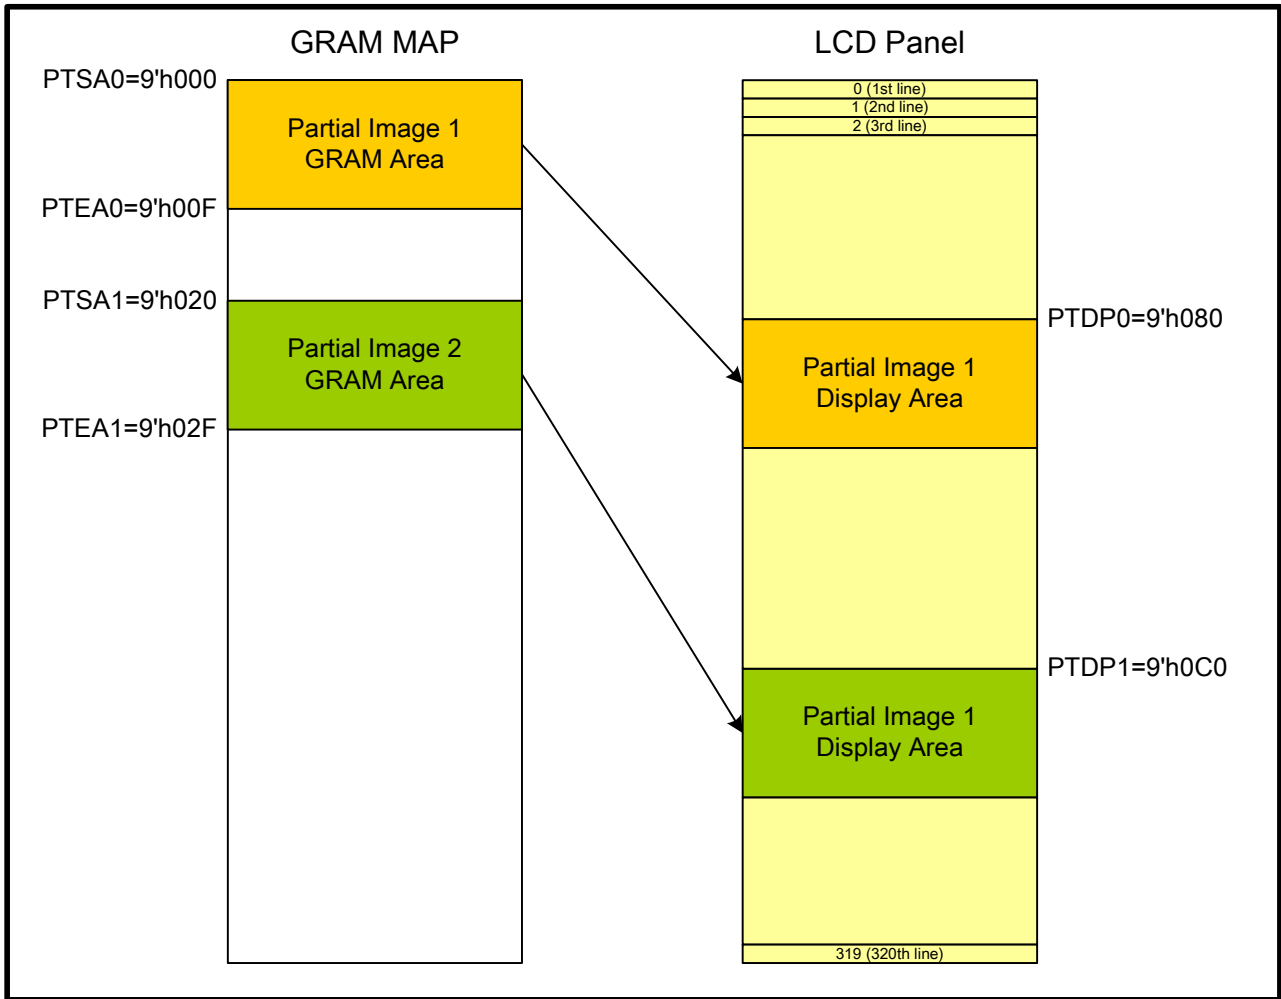 GRAM MAP
LCD Panel
PTSA0=9'h000
0 (1st line)
1 (2nd line)
2 (3rd line)
Partial Image 1
GRAM Area
PTEA0=9'h00F
PTSA1=9'h020
PTDP0=9'h080
Partial Image 2
GRAM Area
Partial Image 1
Display Area
PTEA1=9'h02F
PTDP1=9'h0C0
Partial Image 1
Display Area
319 (320th line)